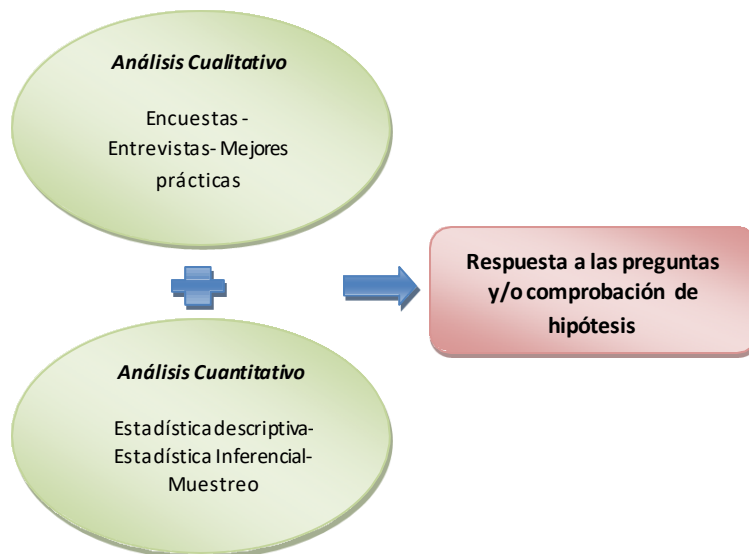 Análisis Cualitativo
Encuestas -
Entrevistas- Mejores
prácticas
Respuesta a las preguntas
y/o comprobación de
hipótesis
Análisis Cuantitativo
Estadística descriptiva-
Estadística Inferencial-
Muestreo